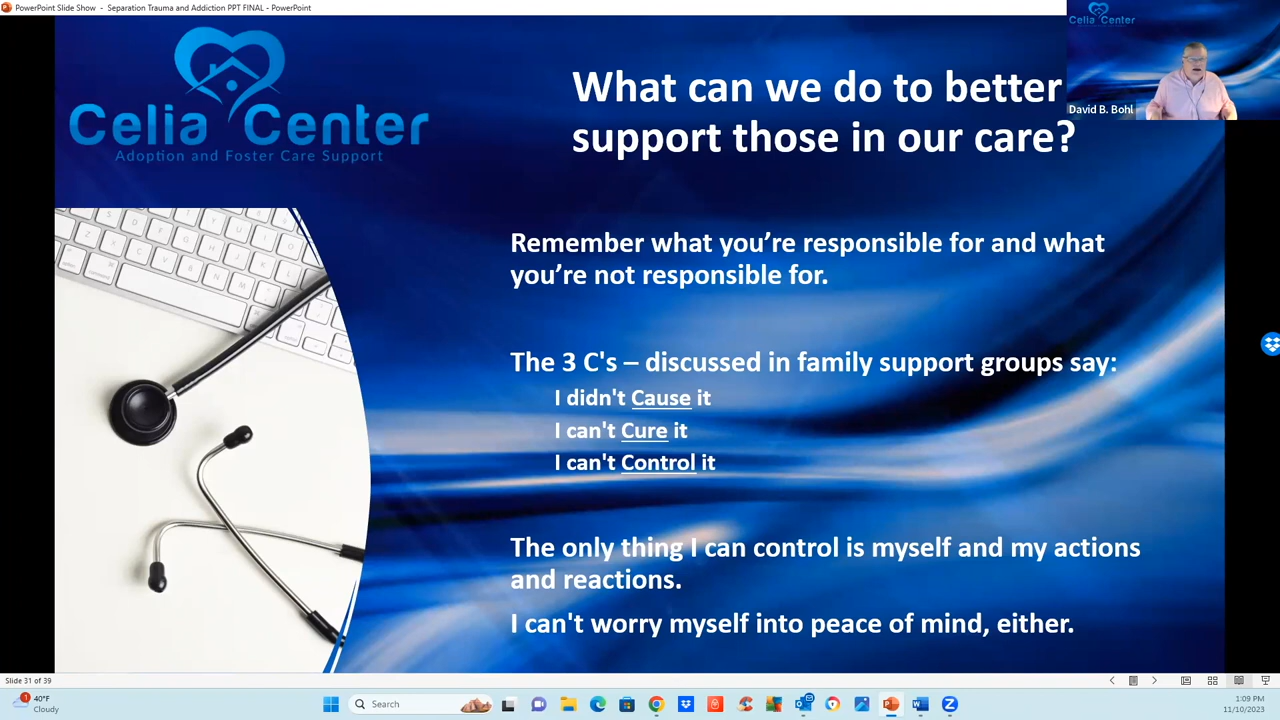 PowerPoint Slide Show - Separation Trauma and Addiction PPT FINAL - PowerPoint
Celia Center
Adoption and Foster Care Support
What can we do to better
support those in our care?
Celia Center
David B. Bohl
Remember what you’re responsible for and what
you’re not responsible for.
The 3 C's – discussed in family support groups say:
I didn't Cause it
I can't Cure it
I can't Control it
The only thing I can control is myself and my actions
and reactions.
I can't worry myself into peace of mind, either.
Slide 31 of 39
1
40°F
Cloudy
Search
1:09 PM
11/10/2023